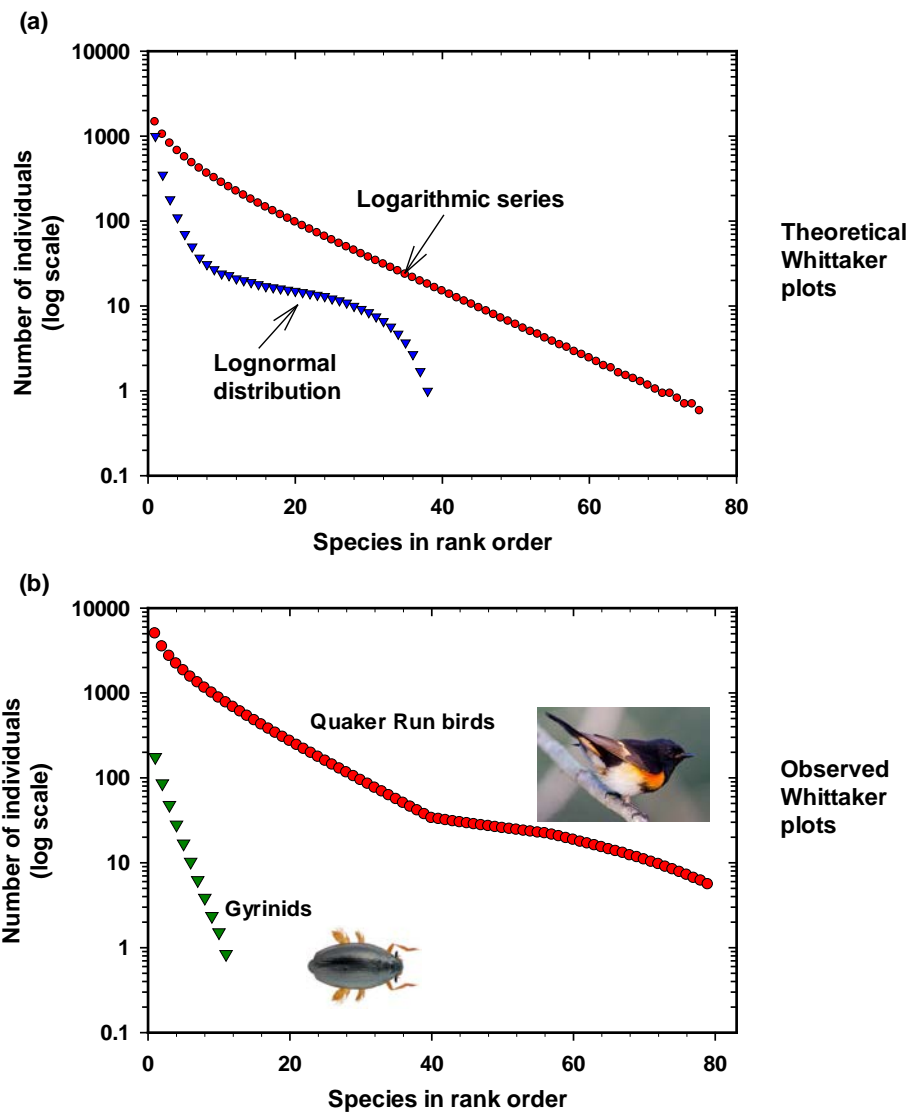 (a)
10000
1000
100
10
1
0.1
Number of individuals
(log scale)
Logarithmic series
Lognormal
distribution
0 20 40 60 80
Species in rank order
Theoretical
Whittaker
plots
(b)
10000
1000
100
10
1
0.1
Number of individuals
(log scale)
Quaker Run birds
Gyrinids
0 20 40 60 80
Species in rank order
Observed
Whittaker
plots